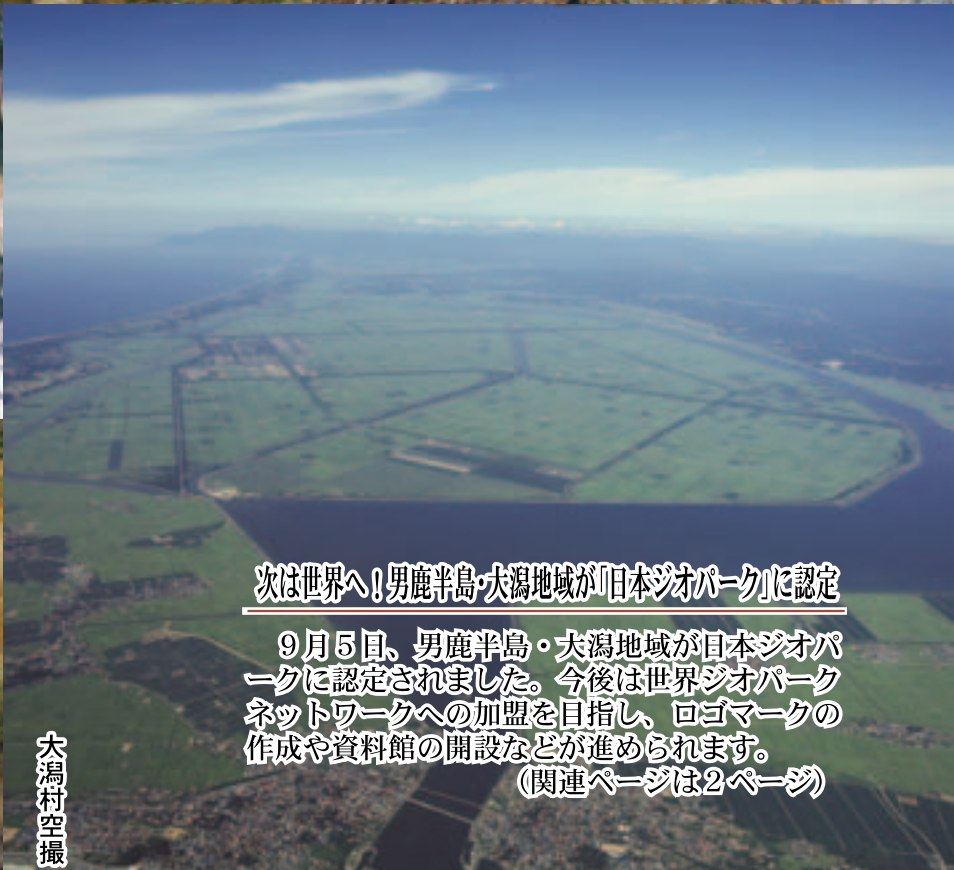 次は世界へ！男鹿半島・大潟地域が「日本ジオパーク」に認定
９月５日、男鹿半島・大潟地域が日本ジオパ
ークに認定されました。今後は世界ジオパーク
ネットワークへの加盟を目指し、ロゴマークの
作成や資料館の開設などが進められます。
（関連ページは２ページ）
大潟村空撮